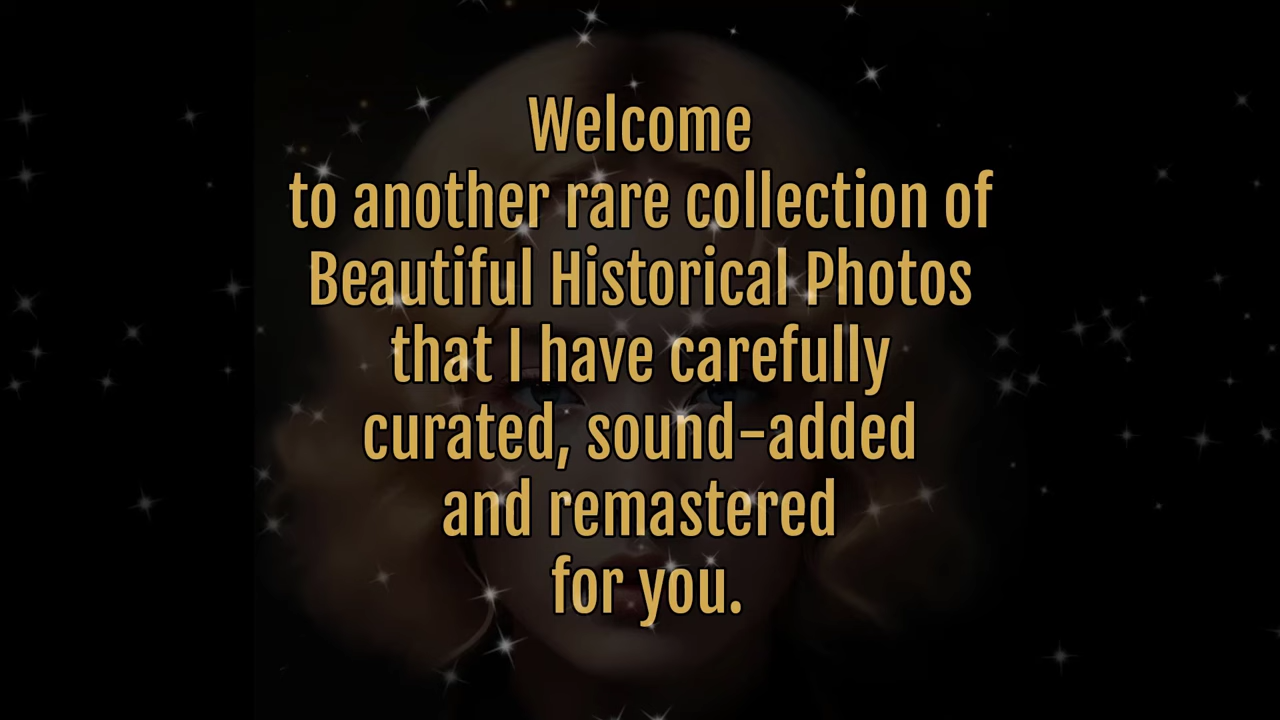 Welcome
to another rare collection of
Beautiful Historical Photos
that I have carefully
curated, sound-added
and remastered
for you.